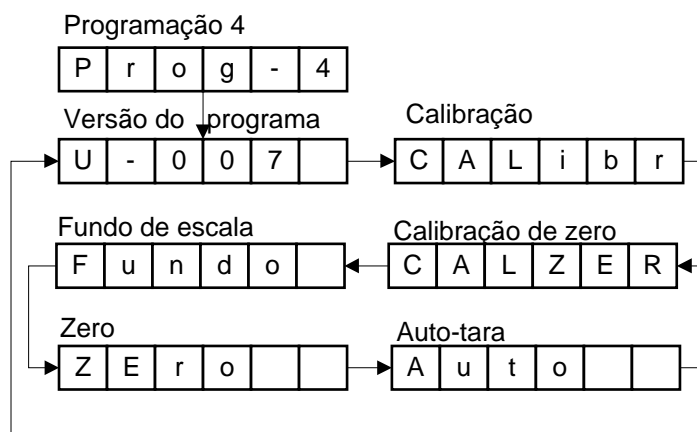 Programação 4
P r o g - 4
Versão do programa
U - 0 0 7
Calibração
C A L i b r
Fundo de escala
F u n d o
Calibração de zero
C A L Z E R
Zero
Z E r o
Auto-tara
A u t o